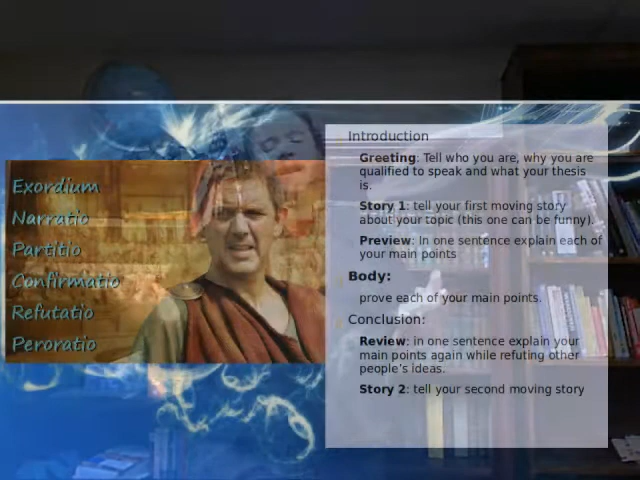 Exordium
Narratio
Partitio
Confirmatio
Refutatio
Peroratio
Introduction
Greeting: Tell who you are, why you are
qualified to speak and what your thesis
is.
Story 1: tell your first moving story
about your topic (this one can be funny).
Preview: In one sentence explain each of
your main points
Body:
prove each of your main points.
Conclusion:
Review: in one sentence explain your
main points again while refuting other
people's ideas.
Story 2: tell your second moving story